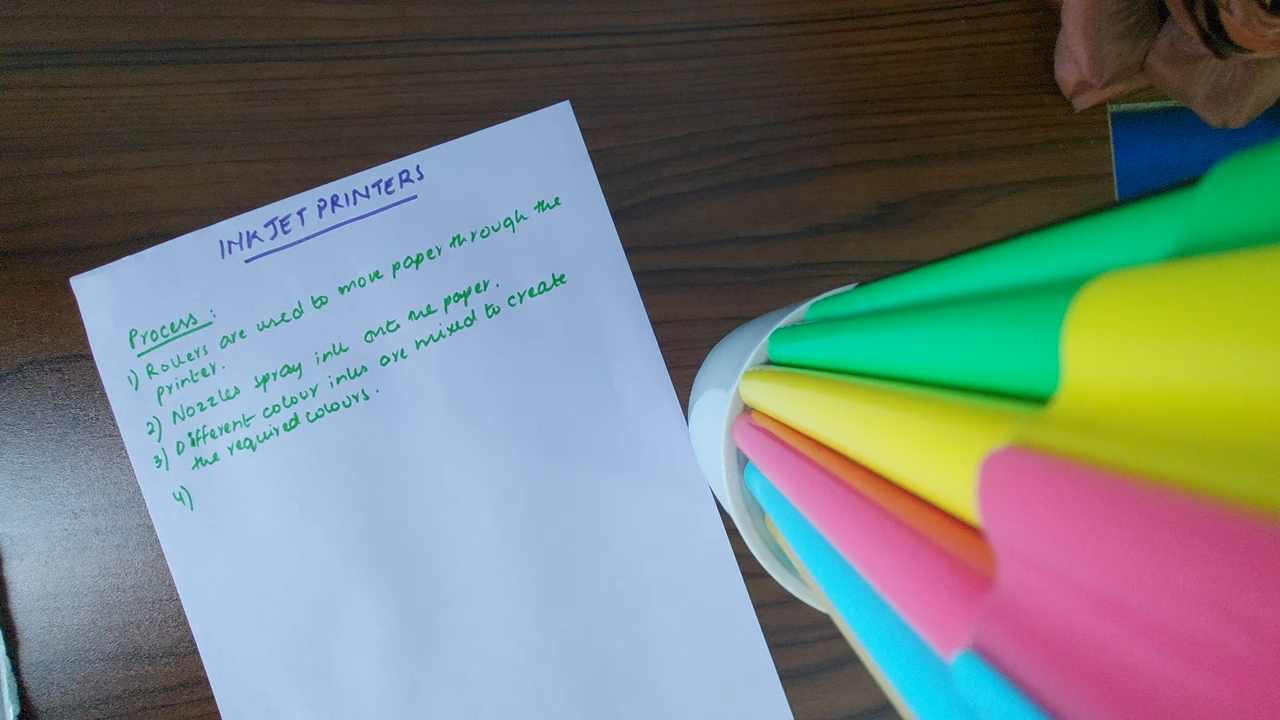 INKJET PRINTERS
Process:
1) Rollers are used to move paper through the
printer.
2) Nozzles spray ink onto the paper.
3) Different colour inks are mixed to create
the required colours.
4)